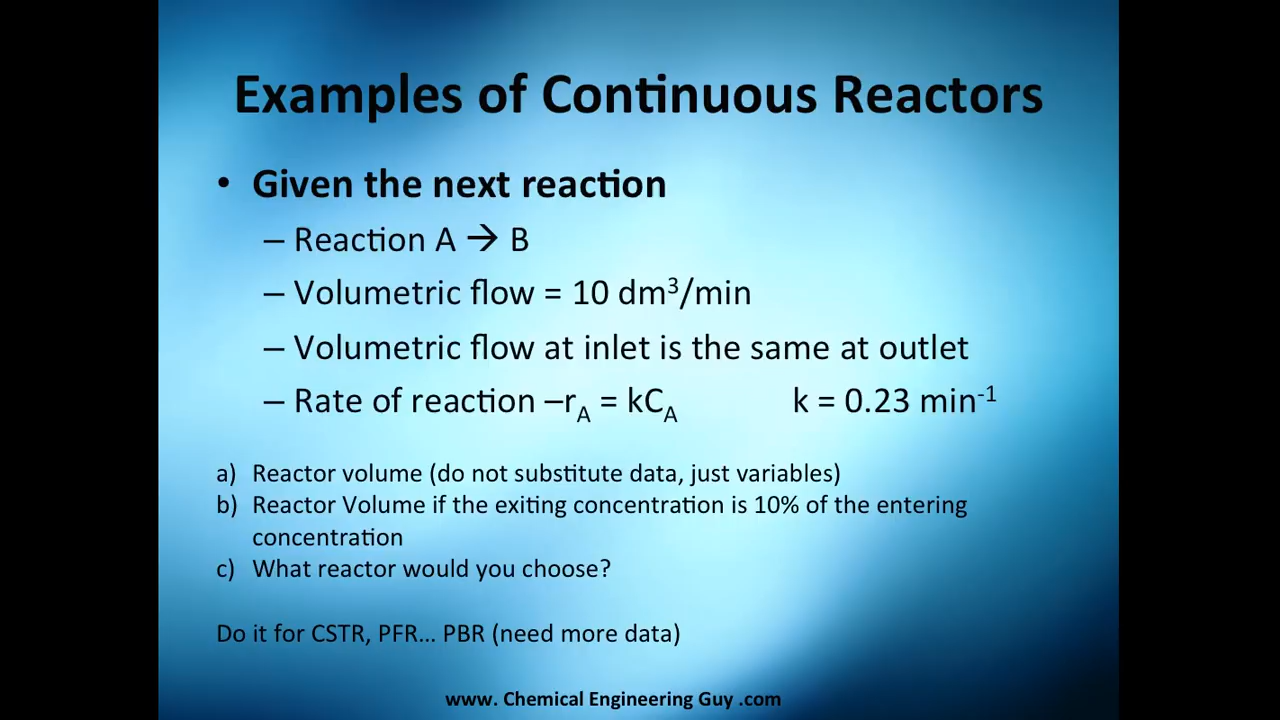 Examples of Continuous Reactors
• Given the next reaction
– Reaction A → B
– Volumetric flow = 10 dm³/min
– Volumetric flow at inlet is the same at outlet
– Rate of reaction –rA = kCA k = 0.23 min⁻¹
a) Reactor volume (do not substitute data, just variables)
b) Reactor Volume if the exiting concentration is 10% of the entering
concentration
c) What reactor would you choose?
Do it for CSTR, PFR... PBR (need more data)
www. Chemical Engineering Guy .com